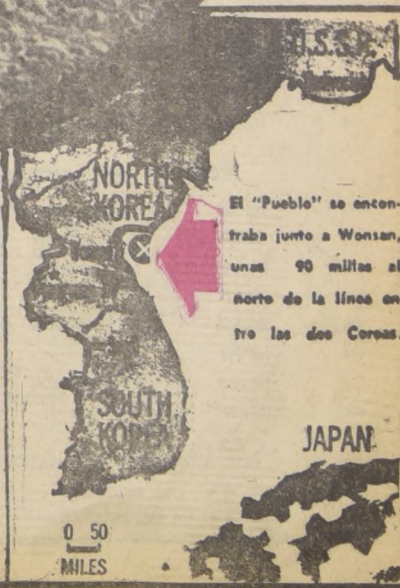 U.S.S.R.
NORTH
KOREA
El "Pueblo" se encon-
traba junto a Wonsan,
unas 90 millas al
norte de la línea en
tre las dos Coreas.
SOUTH
KOREA
JAPAN
0 50
MILES